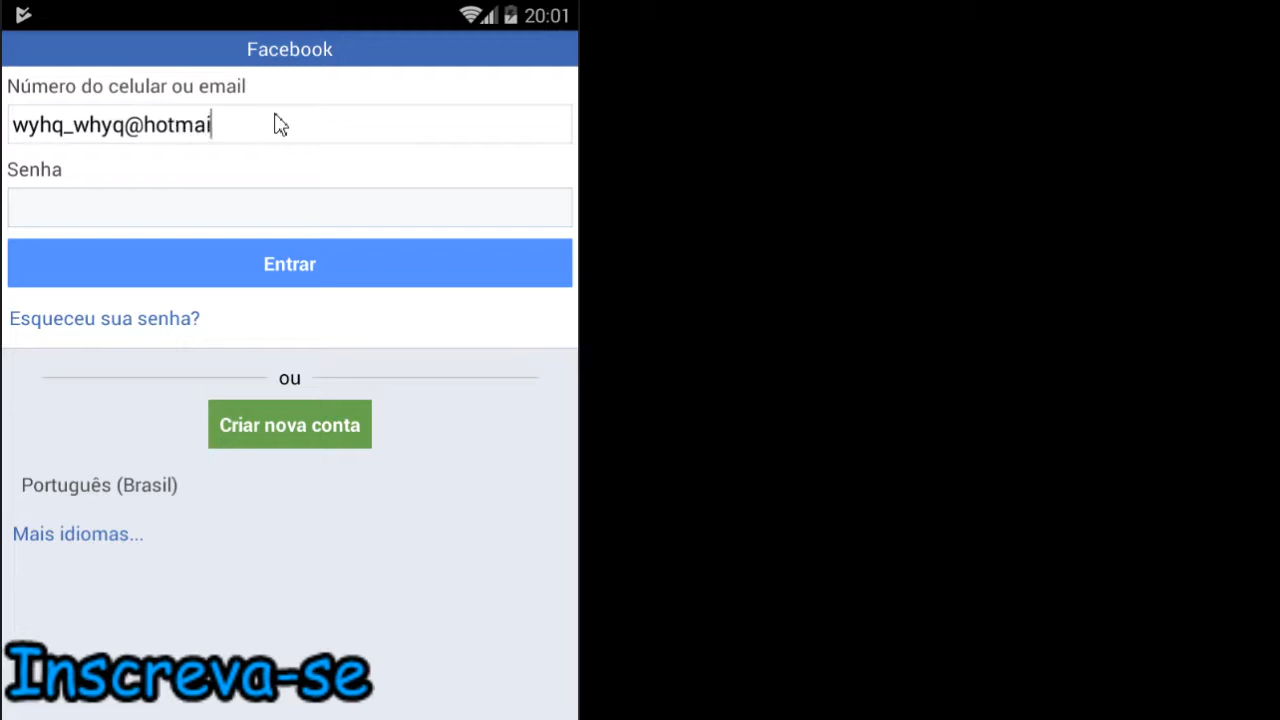 20:01
Facebook
Número do celular ou email
wyhq_whyq@hotmai
Senha
Entrar
Esqueceu sua senha?
ou
Criar nova conta
Português (Brasil)
Mais idiomas...
Inscreva-se